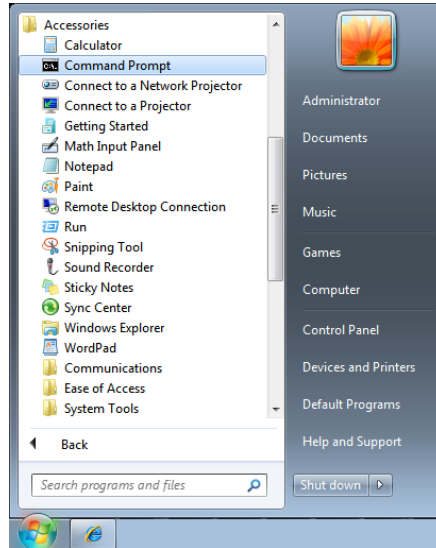 Accessories
Calculator
Command Prompt
Connect to a Network Projector
Connect to a Projector
Getting Started
Math Input Panel
Notepad
Paint
Remote Desktop Connection
Run
Snipping Tool
Sound Recorder
Sticky Notes
Sync Center
Windows Explorer
WordPad
Communications
Ease of Access
System Tools
Back
Search programs and files
Administrator
Documents
Pictures
Music
Games
Computer
Control Panel
Devices and Printers
Default Programs
Help and Support
Shut down